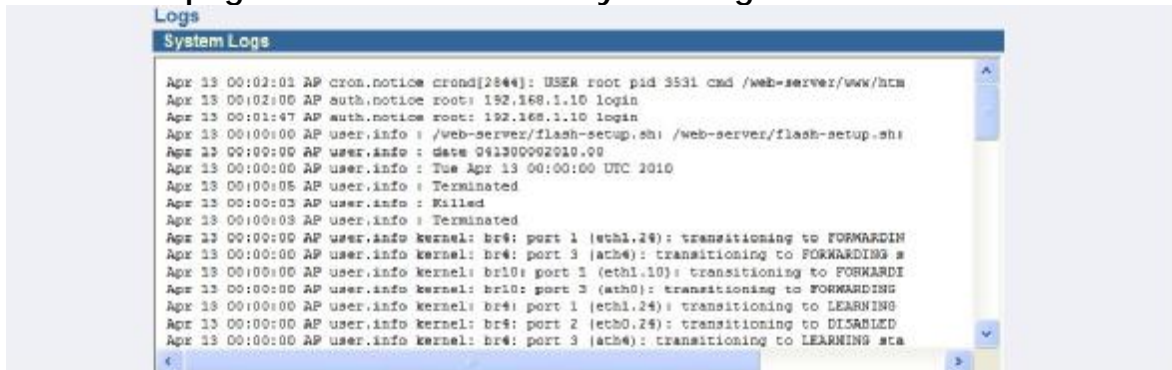 Logs
System Logs
Apr 13 00:02:01 AP cron.notice crond[2844]: USER root pid 3531 cmd /web-server/www/htm
Apr 13 00:02:00 AP auth.notice root: 192.168.1.10 login
Apr 13 00:01:47 AP auth.notice root: 192.168.1.10 login
Apr 13 00:00:00 AP user.info : /web-server/flash-setup.sh: /web-server/flash-setup.sh:
Apr 13 00:00:00 AP user.info : date 041300002010.00
Apr 13 00:00:00 AP user.info : Tue Apr 13 00:00:00 UTC 2010
Apr 13 00:00:05 AP user.info : Terminated
Apr 13 00:00:03 AP user.info : Killed
Apr 13 00:00:03 AP user.info : Terminated
Apr 13 00:00:00 AP user.info kernel: br4: port 1 (eth1.24): transitioning to FORWARDIN
Apr 13 00:00:00 AP user.info kernel: br4: port 3 (ath4): transitioning to FORWARDING s
Apr 13 00:00:00 AP user.info kernel: br10: port 1 (eth1.10): transitioning to FORWARDI
Apr 13 00:00:00 AP user.info kernel: br10: port 3 (ath0): transitioning to FORWARDING
Apr 13 00:00:00 AP user.info kernel: br4: port 1 (eth1.24): transitioning to LEARNING
Apr 13 00:00:00 AP user.info kernel: br4: port 2 (eth0.24): transitioning to DISABLED
Apr 13 00:00:00 AP user.info kernel: br4: port 3 (ath4): transitioning to LEARNING sta